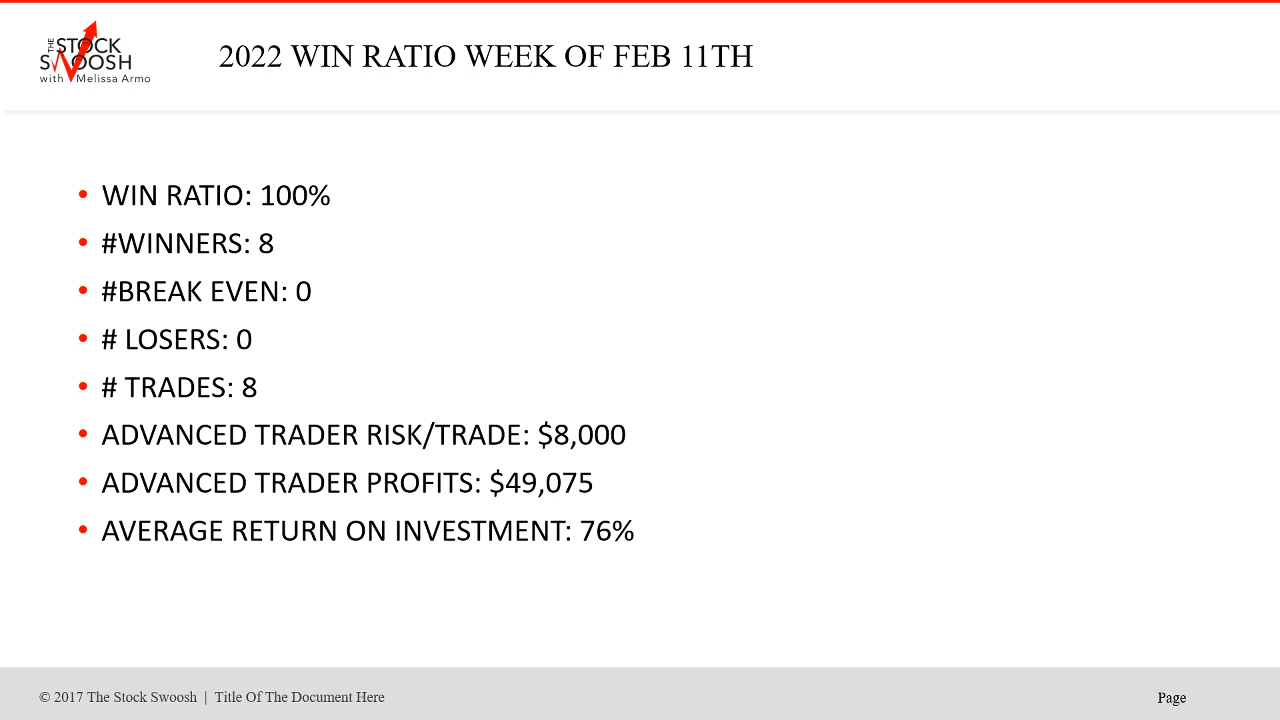 THE STOCK
SWOOSH
with Melissa Armo
2022 WIN RATIO WEEK OF FEB 11TH
• WIN RATIO: 100%
• #WINNERS: 8
• #BREAK EVEN: 0
• # LOSERS: 0
• # TRADES: 8
• ADVANCED TRADER RISK/TRADE: $8,000
• ADVANCED TRADER PROFITS: $49,075
• AVERAGE RETURN ON INVESTMENT: 76%
© 2017 The Stock Swoosh | Title Of The Document Here
Page